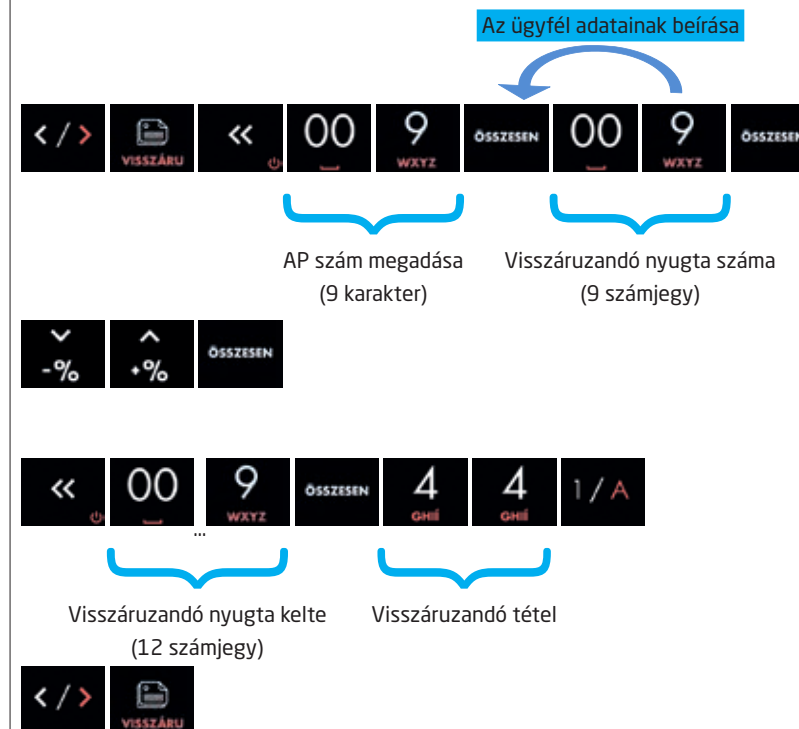 Az ügyfél adatainak beírása
< / > VISSZÁRU << 00 9 WXYZ ÖSSZESEN 00 9 WXYZ ÖSSZESEN
AP szám megadása Visszáruzandó nyugta száma
(9 karakter) (9 számjegy)
-% +% ÖSSZESEN
<< 00 9 WXYZ ÖSSZESEN 4 GHIÍ 4 GHIÍ 1 / A
...
Visszáruzandó nyugta kelte Visszáruzandó tétel
(12 számjegy)
< / > VISSZÁRU